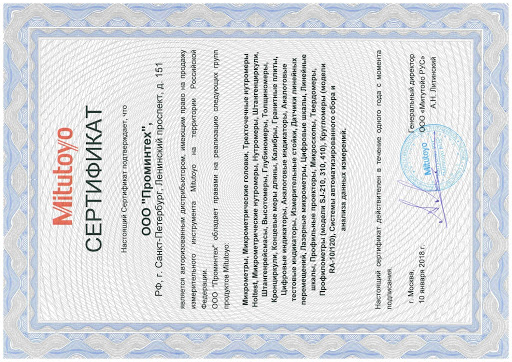 Mitutoyo
СЕРТИФИКАТ
Настоящий Сертификат подтверждает, что
ООО "Проминтех",
РФ, г. Санкт-Петербург, Ленинский проспект, д. 151
является авторизованным дистрибьютором, имеющим право на продажу
измерительного инструмента Mitutoyo на территории Российской
Федерации.
ООО "Проминтех" обладает правами на реализацию следующих групп
продуктов Mitutoyo:
Микрометры, Микрометрические головки, Трехточечные нутромеры
Holtest, Микрометрические нутромеры, Нутромеры, Штангенциркули,
Штангенрейсмасы, Высотомеры, Глубиномеры, Толщиномеры,
Кронциркули, Концевые меры длины, Калибры, Гранитные плиты,
Цифровые индикаторы, Аналоговые индикаторы, Аналоговые
тестовые индикаторы, Измерительные стойки, Датчики линейных
перемещений, Лазерные микрометры, Цифровые шкалы, Линейные
шкалы, Профильные проекторы, Микроскопы, Твердомеры,
Профилометры (модели SJ-210, 310, 410), Кругломеры (модели
RA-10/120), Системы автоматизированного сбора и
анализа данных измерений.
Настоящий сертификат действителен в течение одного года с момента
подписания.
г. Москва,
10 января 2018 г.
Генеральный директор
ООО «Митутойо РУС»
А.Н. Липинский
Mitutoyo